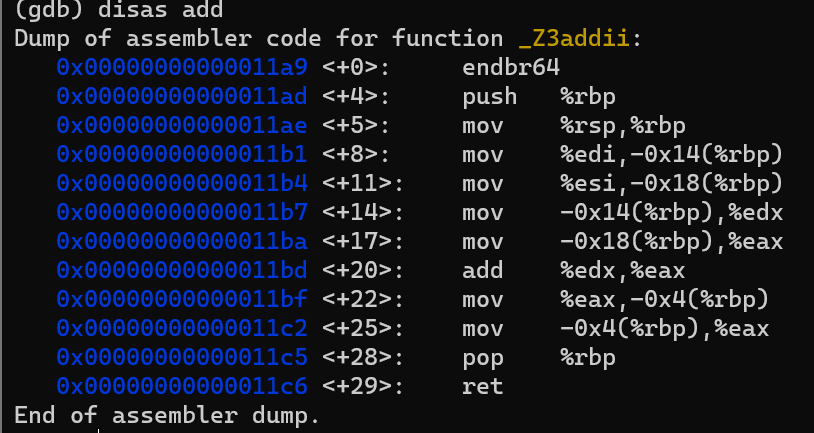 (gdb) disas add
Dump of assembler code for function _Z3addii:
   0x00000000000011a9 <+0>:     endbr64
   0x00000000000011ad <+4>:     push   %rbp
   0x00000000000011ae <+5>:     mov    %rsp,%rbp
   0x00000000000011b1 <+8>:     mov    %edi,-0x14(%rbp)
   0x00000000000011b4 <+11>:    mov    %esi,-0x18(%rbp)
   0x00000000000011b7 <+14>:    mov    -0x14(%rbp),%edx
   0x00000000000011ba <+17>:    mov    -0x18(%rbp),%eax
   0x00000000000011bd <+20>:    add    %edx,%eax
   0x00000000000011bf <+22>:    mov    %eax,-0x4(%rbp)
   0x00000000000011c2 <+25>:    mov    -0x4(%rbp),%eax
   0x00000000000011c5 <+28>:    pop    %rbp
   0x00000000000011c6 <+29>:    ret
End of assembler dump.